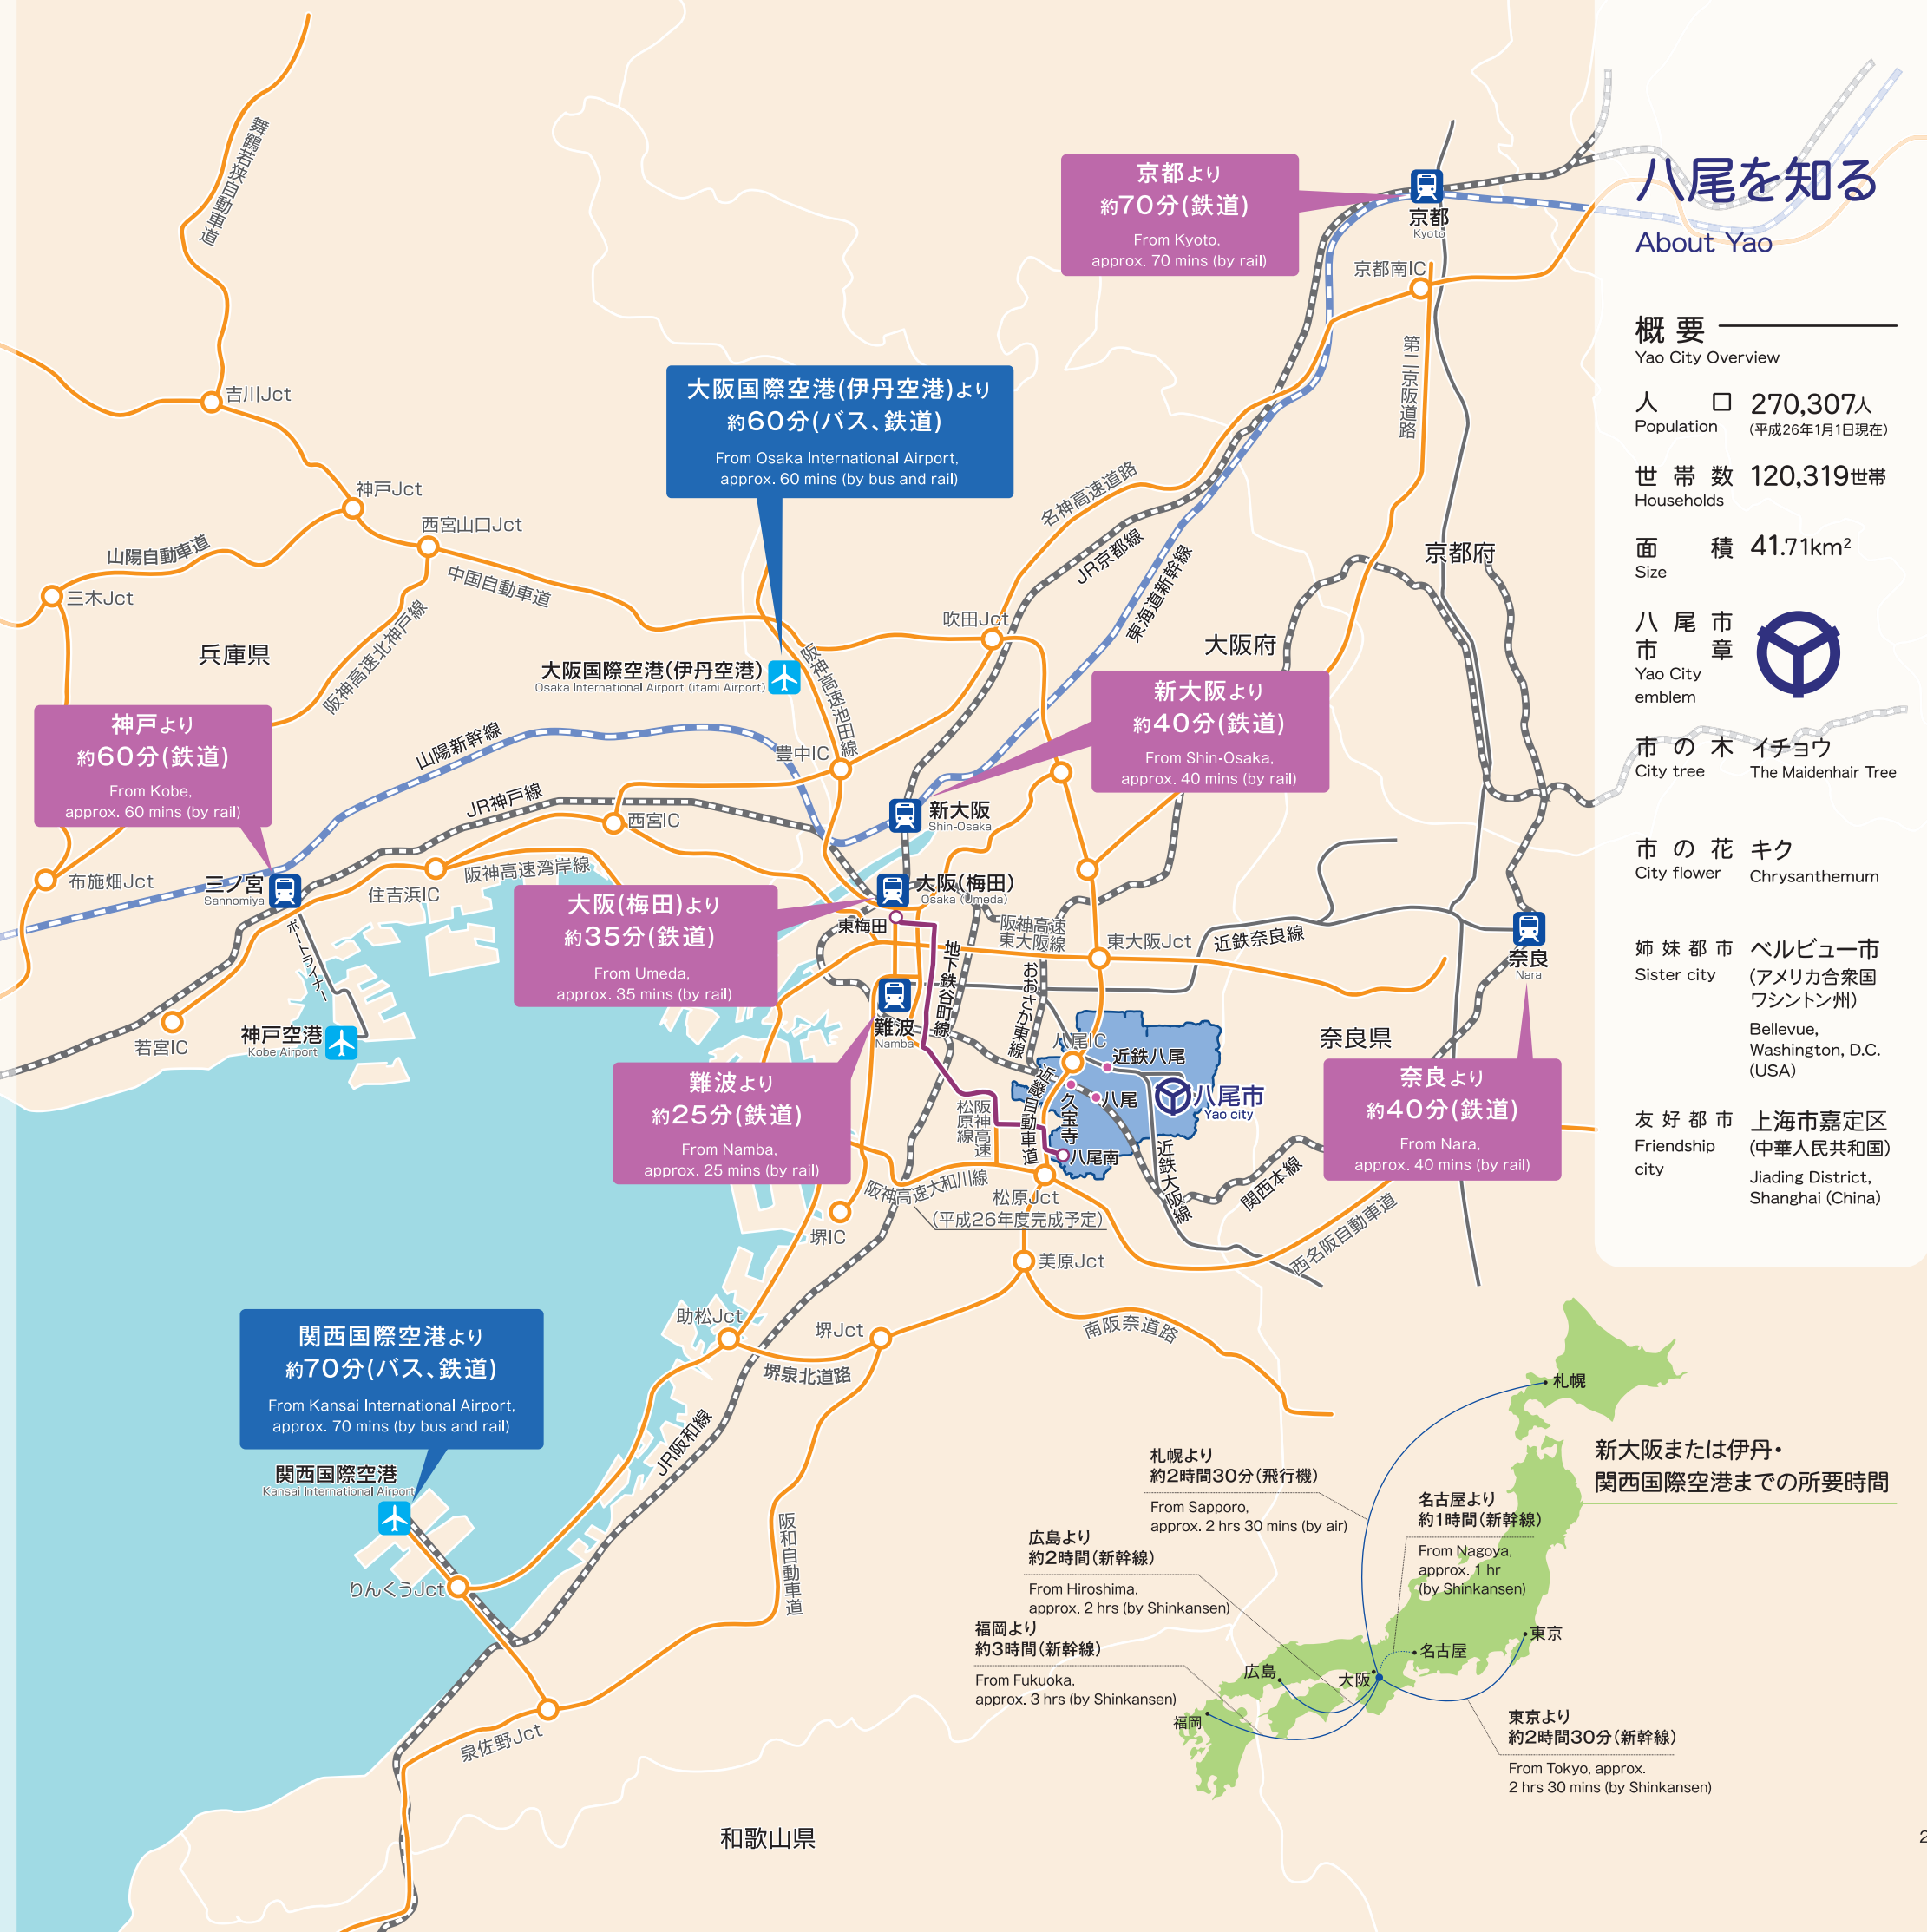 八尾を知る
About Yao
概要
Yao City Overview
人口 270,307人
Population (平成26年1月1日現在)
世帯数 120,319世帯
Households
面積 41.71km²
Size
八尾市
市章
Yao City
emblem
市の木 イチョウ
City tree The Maidenhair Tree
市の花 キク
City flower Chrysanthemum
姉妹都市 ベルビュー市
Sister city (アメリカ合衆国
ワシントン州)
Bellevue,
Washington, D.C.
(USA)
友好都市 上海市嘉定区
Friendship (中華人民共和国)
city
Jiading District,
Shanghai (China)
京都より
約70分(鉄道)
From Kyoto,
approx. 70 mins (by rail)
京都
Kyoto
京都南IC
第二京阪道路
舞鶴若狭自動車道
大阪国際空港(伊丹空港)より
約60分(バス、鉄道)
From Osaka International Airport,
approx. 60 mins (by bus and rail)
吉川Jct
神戸Jct
西宮山口Jct
山陽自動車道
中国自動車道
三木Jct
阪神高速北神戸線
兵庫県
名神高速道路
JR京都線
東海道新幹線
京都府
吹田Jct
大阪府
大阪国際空港(伊丹空港)
Osaka International Airport (itami Airport)
阪神高速池田線
新大阪より
約40分(鉄道)
From Shin-Osaka,
approx. 40 mins (by rail)
神戸より
約60分(鉄道)
From Kobe,
approx. 60 mins (by rail)
山陽新幹線
豊中IC
JR神戸線
西宮IC
新大阪
Shin-Osaka
布施畑Jct
三ノ宮
Sannomiya
住吉浜IC
阪神高速湾岸線
大阪(梅田)より
約35分(鉄道)
From Umeda,
approx. 35 mins (by rail)
大阪(梅田)
Osaka (Umeda)
東梅田
阪神高速
東大阪線
東大阪Jct
近鉄奈良線
奈良
Nara
ポートライナー
地下鉄谷町線
おおさか東線
若宮IC
神戸空港
Kobe Airport
難波
Namba
難波より
約25分(鉄道)
From Namba,
approx. 25 mins (by rail)
八尾IC
近鉄八尾
奈良県
近畿自動車道
久宝寺
八尾
八尾市
Yao city
阪神高速
松原線
八尾南
近鉄大阪線
関西本線
奈良より
約40分(鉄道)
From Nara,
approx. 40 mins (by rail)
阪神高速大和川線
(平成26年度完成予定)
松原Jct
堺IC
美原Jct
西名阪自動車道
助松Jct
堺Jct
南阪奈道路
堺泉北道路
関西国際空港より
約70分(バス、鉄道)
From Kansai International Airport,
approx. 70 mins (by bus and rail)
関西国際空港
Kansai International Airport
JR阪和線
阪和自動車道
りんくうJct
泉佐野Jct
和歌山県
新大阪または伊丹・
関西国際空港までの所要時間
札幌
札幌より
約2時間30分(飛行機)
From Sapporo,
approx. 2 hrs 30 mins (by air)
名古屋より
約1時間(新幹線)
From Nagoya,
approx. 1 hr
(by Shinkansen)
広島より
約2時間(新幹線)
From Hiroshima,
approx. 2 hrs (by Shinkansen)
福岡より
約3時間(新幹線)
From Fukuoka,
approx. 3 hrs (by Shinkansen)
東京
名古屋
広島
大阪
福岡
東京より
約2時間30分(新幹線)
From Tokyo, approx.
2 hrs 30 mins (by Shinkansen)
2